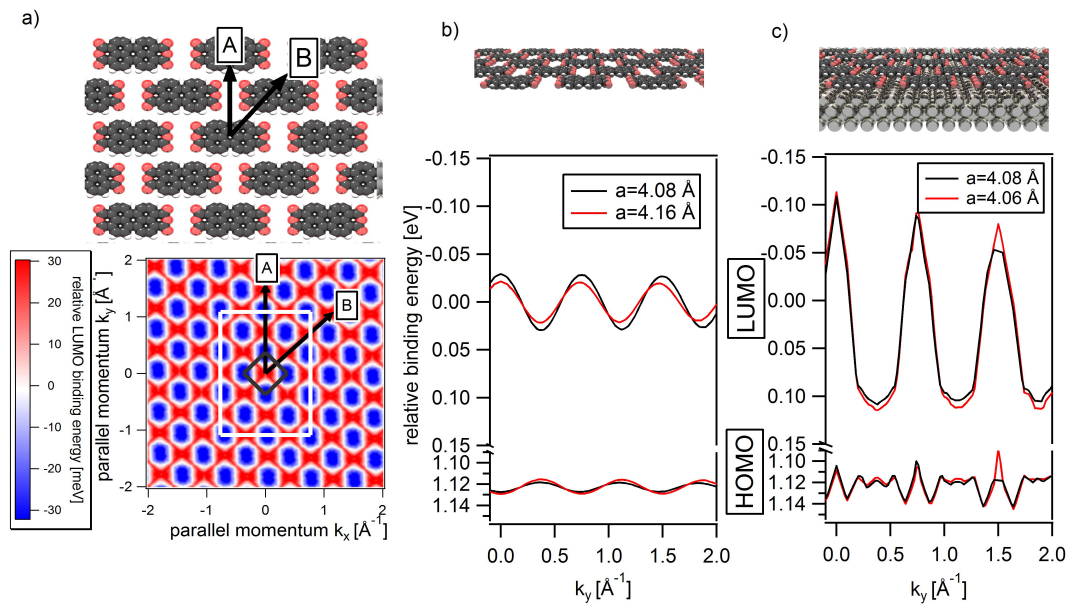 a)
A
B
30
20
10
0
-10
-20
-30
relative LUMO binding energy [meV]
2
1
0
-1
-2
parallel momentum ky [Å-1]
A
B
-2
-1
0
1
2
parallel momentum kx [Å-1]
b)
-0.15
-0.10
-0.05
0.00
0.05
0.10
0.15
1.10
1.12
1.14
relative binding energy [eV]
a=4.08 Å
a=4.16 Å
0.0
0.5
1.0
1.5
2.0
ky [Å-1]
LUMO
HOMO
c)
-0.15
-0.10
-0.05
0.00
0.05
0.10
0.15
1.10
1.12
1.14
a=4.08 Å
a=4.06 Å
0.0
0.5
1.0
1.5
2.0
ky [Å-1]